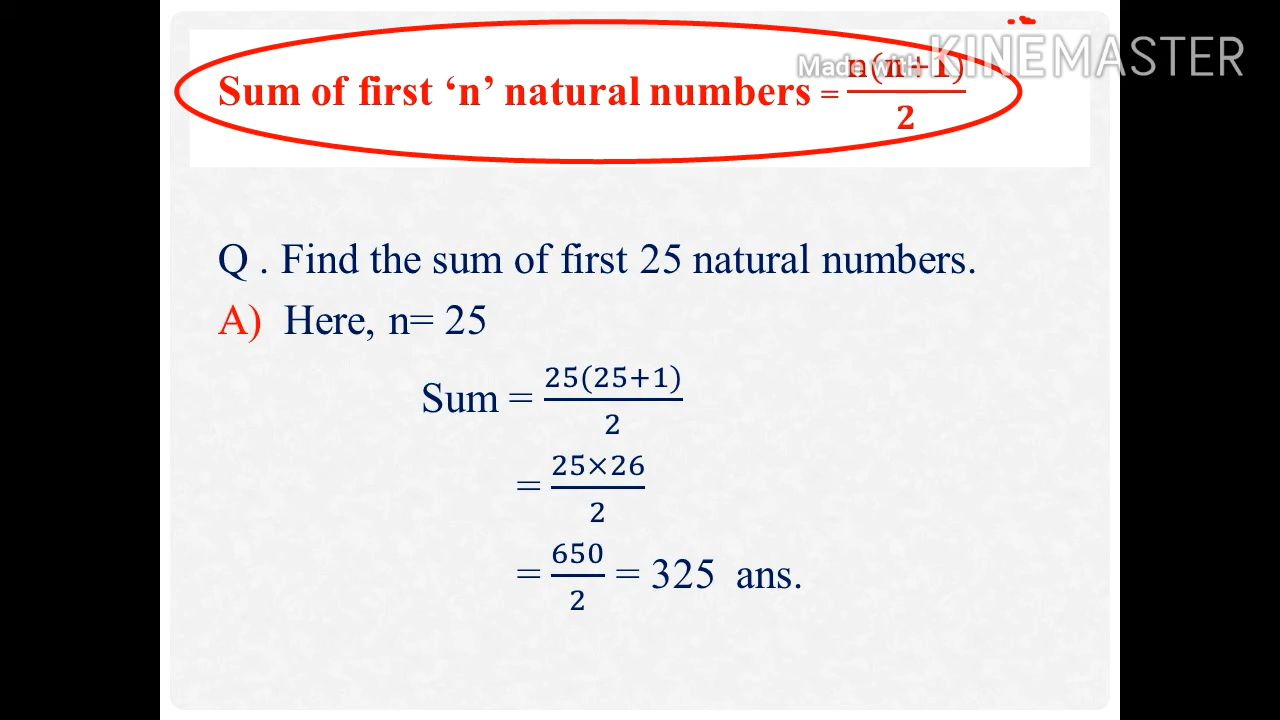 Made with KINEMASTER
Sum of first ‘n’ natural numbers = n(n+1)/2
Q . Find the sum of first 25 natural numbers.
A) Here, n= 25
Sum = 25(25+1)/2
= 25×26/2
= 650/2 = 325 ans.